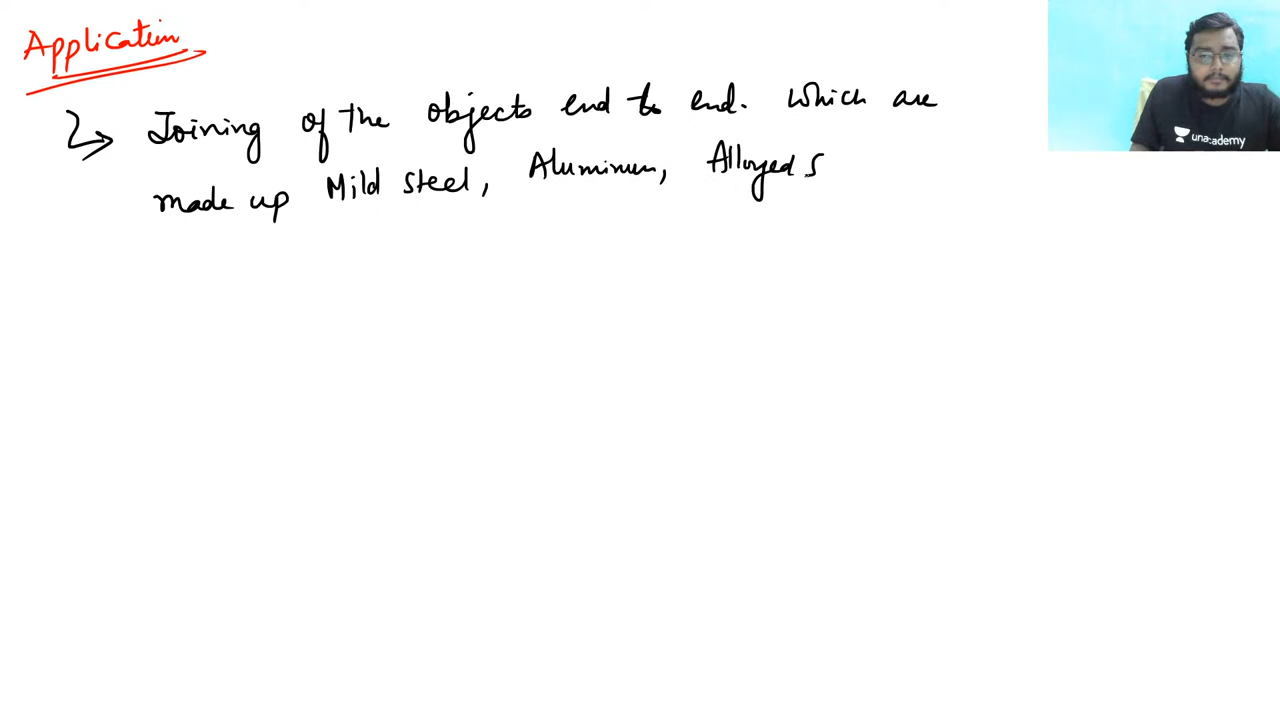 Application
Joining of the objects end to end. which are
made up Mild steel, Aluminum, Alloyed S
unacademy